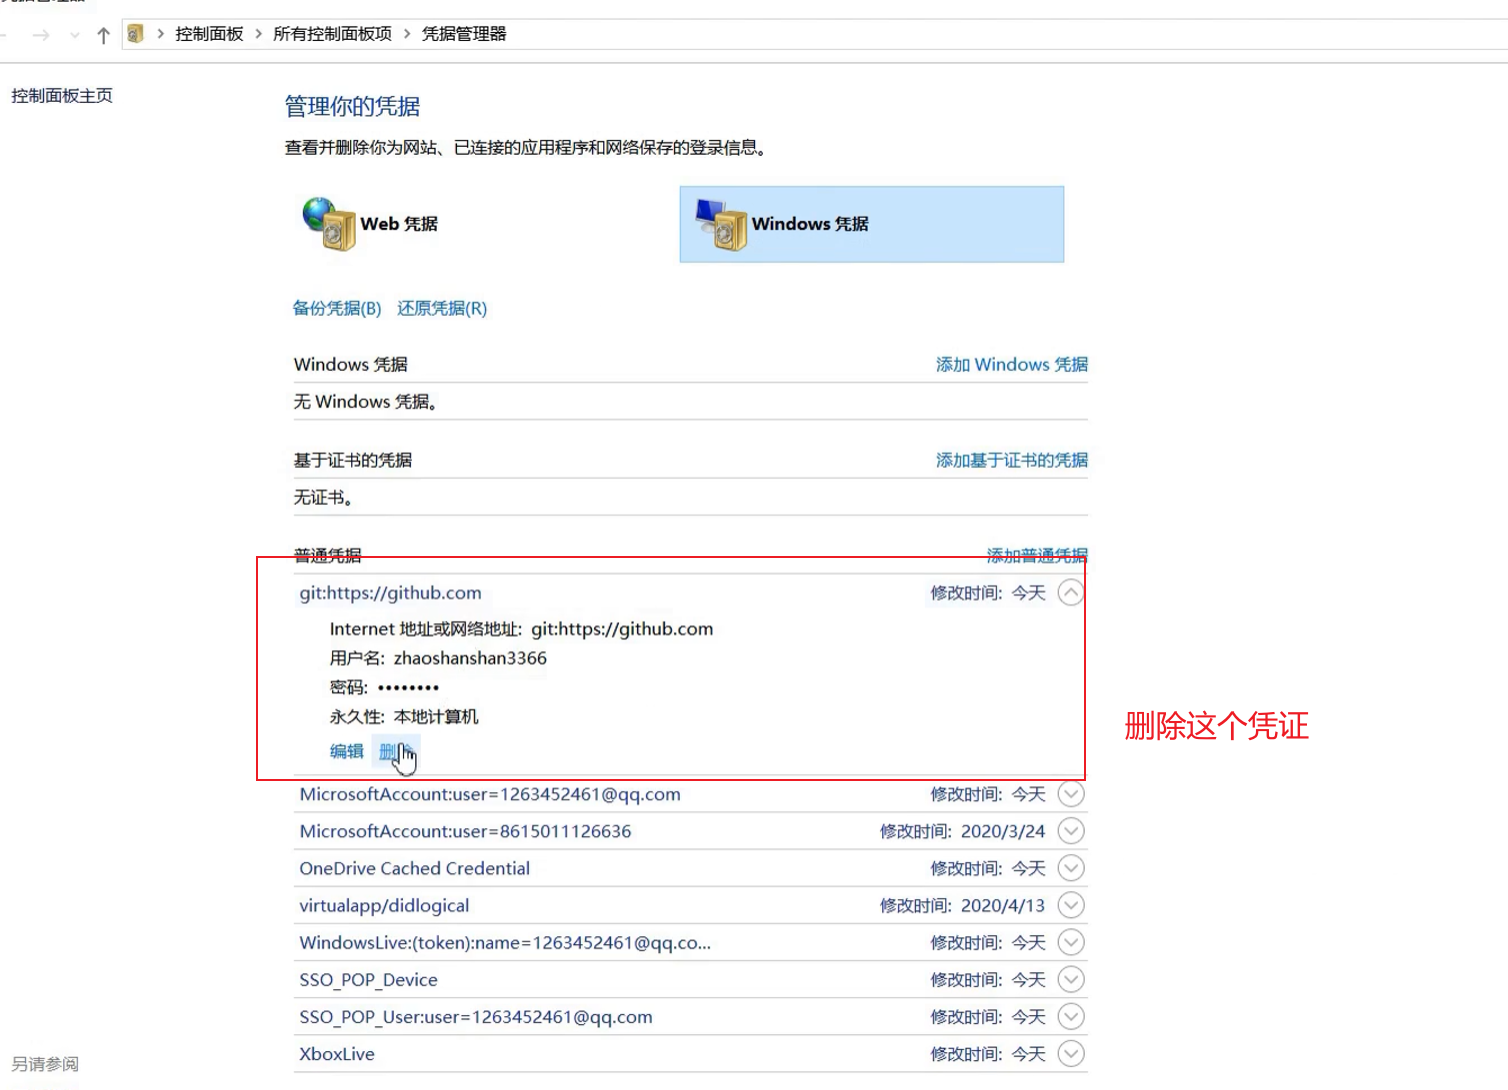 控制面板 > 所有控制面板项 > 凭据管理器
控制面板主页
管理你的凭据
查看并删除你为网站、已连接的应用程序和网络保存的登录信息。
Web 凭据
Windows 凭据
备份凭据(B) 还原凭据(R)
Windows 凭据 添加 Windows 凭据
无 Windows 凭据。
基于证书的凭据 添加基于证书的凭据
无证书。
普通凭据 添加普通凭据
git:https://github.com 修改时间: 今天
Internet 地址或网络地址: git:https://github.com
用户名: zhaoshanshan3366
密码: ••••••••
永久性: 本地计算机
编辑 删除
删除这个凭证
MicrosoftAccount:user=1263452461@qq.com 修改时间: 今天
MicrosoftAccount:user=8615011126636 修改时间: 2020/3/24
OneDrive Cached Credential 修改时间: 今天
virtualapp/didlogical 修改时间: 2020/4/13
WindowsLive:(token):name=1263452461@qq.co... 修改时间: 今天
SSO_POP_Device 修改时间: 今天
SSO_POP_User:user=1263452461@qq.com 修改时间: 今天
XboxLive 修改时间: 今天
另请参阅